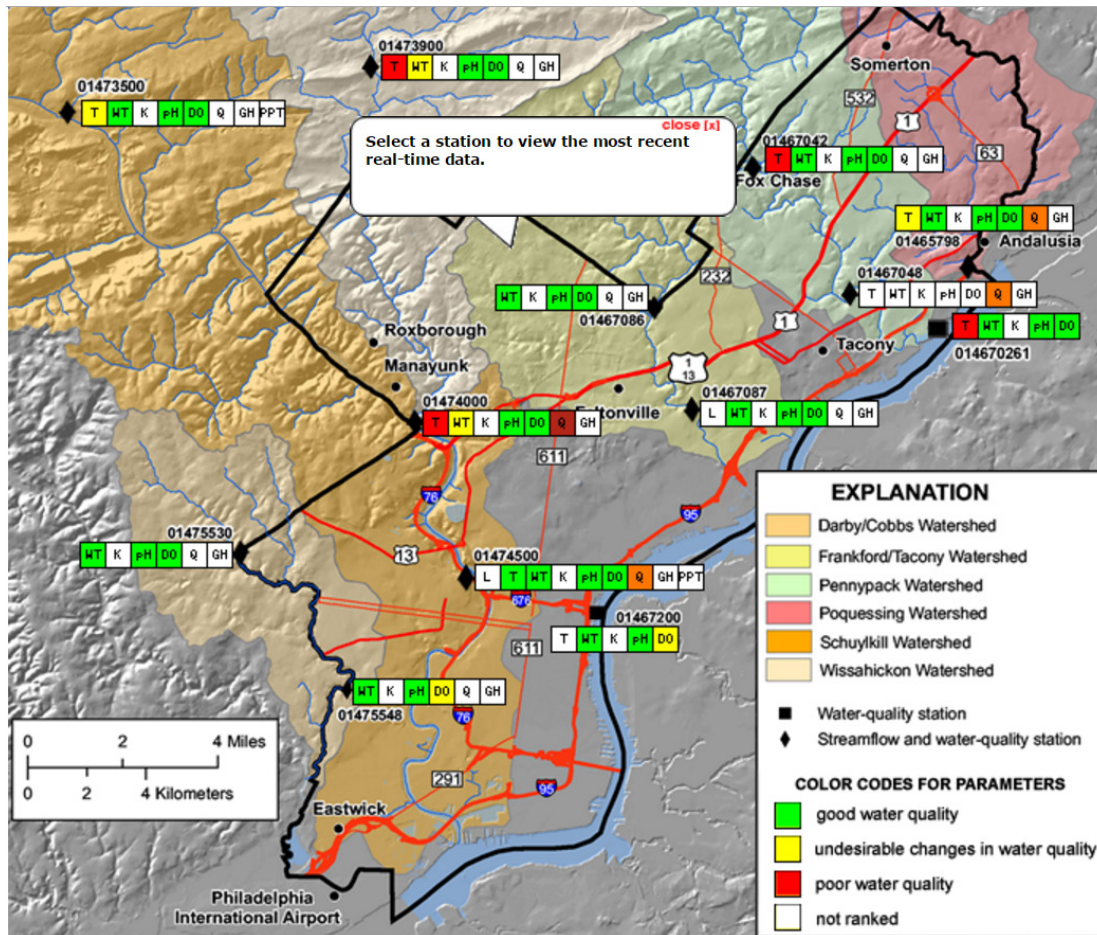 01473900
T WT K pH DO Q GH
Somerton
532
01473500
T WT K pH DO Q GH PPT
1
close [x]
Select a station to view the most recent
real-time data.
01467042
T WT K pH DO Q GH
63
Fox Chase
T WT K pH DO Q GH
01465798
Andalusia
232
01467048
T WT K pH DO Q GH
WT K pH DO Q GH
01467086
1
T WT K pH DO
014670261
Roxborough
Tacony
Manayunk
1
13
01467087
L WT K pH DO Q GH
01474000
T WT K pH DO Q GH
611
76
95
01475530
WT K pH DO Q GH
13
01474500
L T WT K pH DO Q GH PPT
676
01467200
T WT K pH DO
611
WT K pH DO Q GH
01475548
76
291
95
Eastwick
Philadelphia
International Airport
0 2 4 Miles
0 2 4 Kilometers
EXPLANATION
Darby/Cobbs Watershed
Frankford/Tacony Watershed
Pennypack Watershed
Poquessing Watershed
Schuylkill Watershed
Wissahickon Watershed
Water-quality station
Streamflow and water-quality station
COLOR CODES FOR PARAMETERS
good water quality
undesirable changes in water quality
poor water quality
not ranked